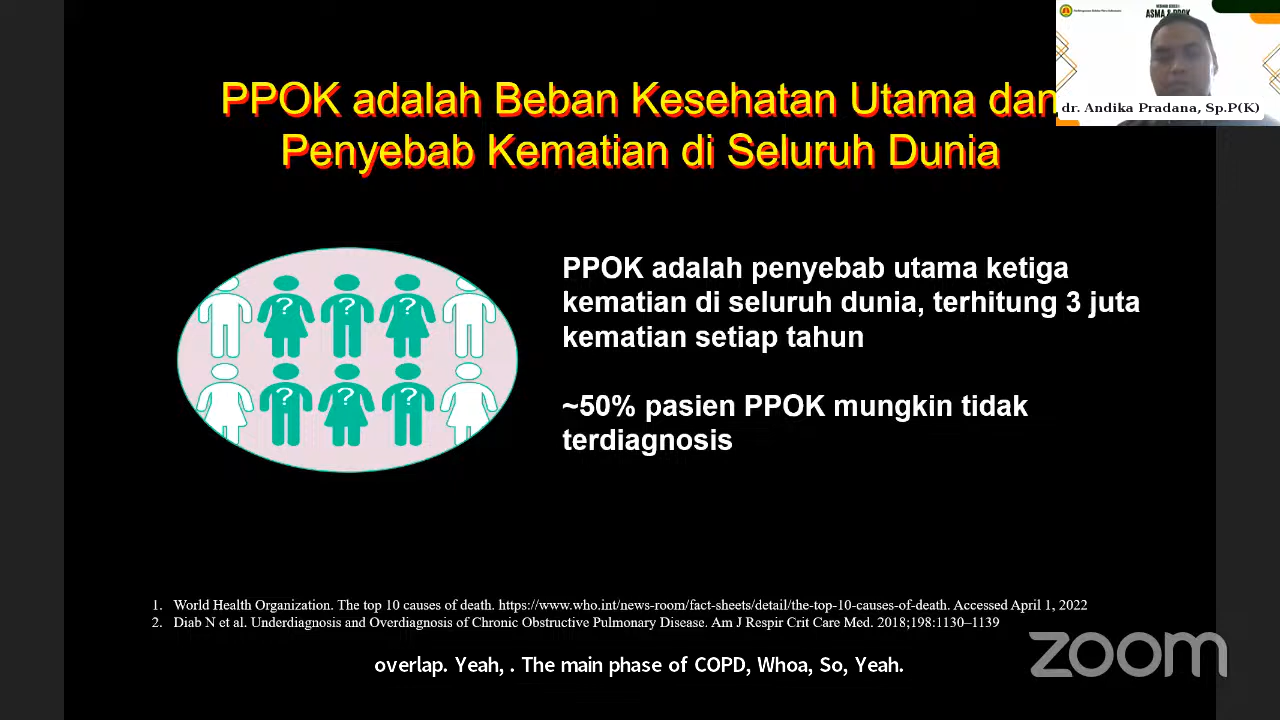 ASMA & PPOK
dr. Andika Pradana, Sp.P(K)
PPOK adalah Beban Kesehatan Utama dan
Penyebab Kematian di Seluruh Dunia
? ? ?
? ? ?
PPOK adalah penyebab utama ketiga
kematian di seluruh dunia, terhitung 3 juta
kematian setiap tahun
~50% pasien PPOK mungkin tidak
terdiagnosis
1. World Health Organization. The top 10 causes of death. https://www.who.int/news-room/fact-sheets/detail/the-top-10-causes-of-death. Accessed April 1, 2022
2. Diab N et al. Underdiagnosis and Overdiagnosis of Chronic Obstructive Pulmonary Disease. Am J Respir Crit Care Med. 2018;198:1130–1139
overlap. Yeah, . The main phase of COPD, Whoa, So, Yeah.
zoom